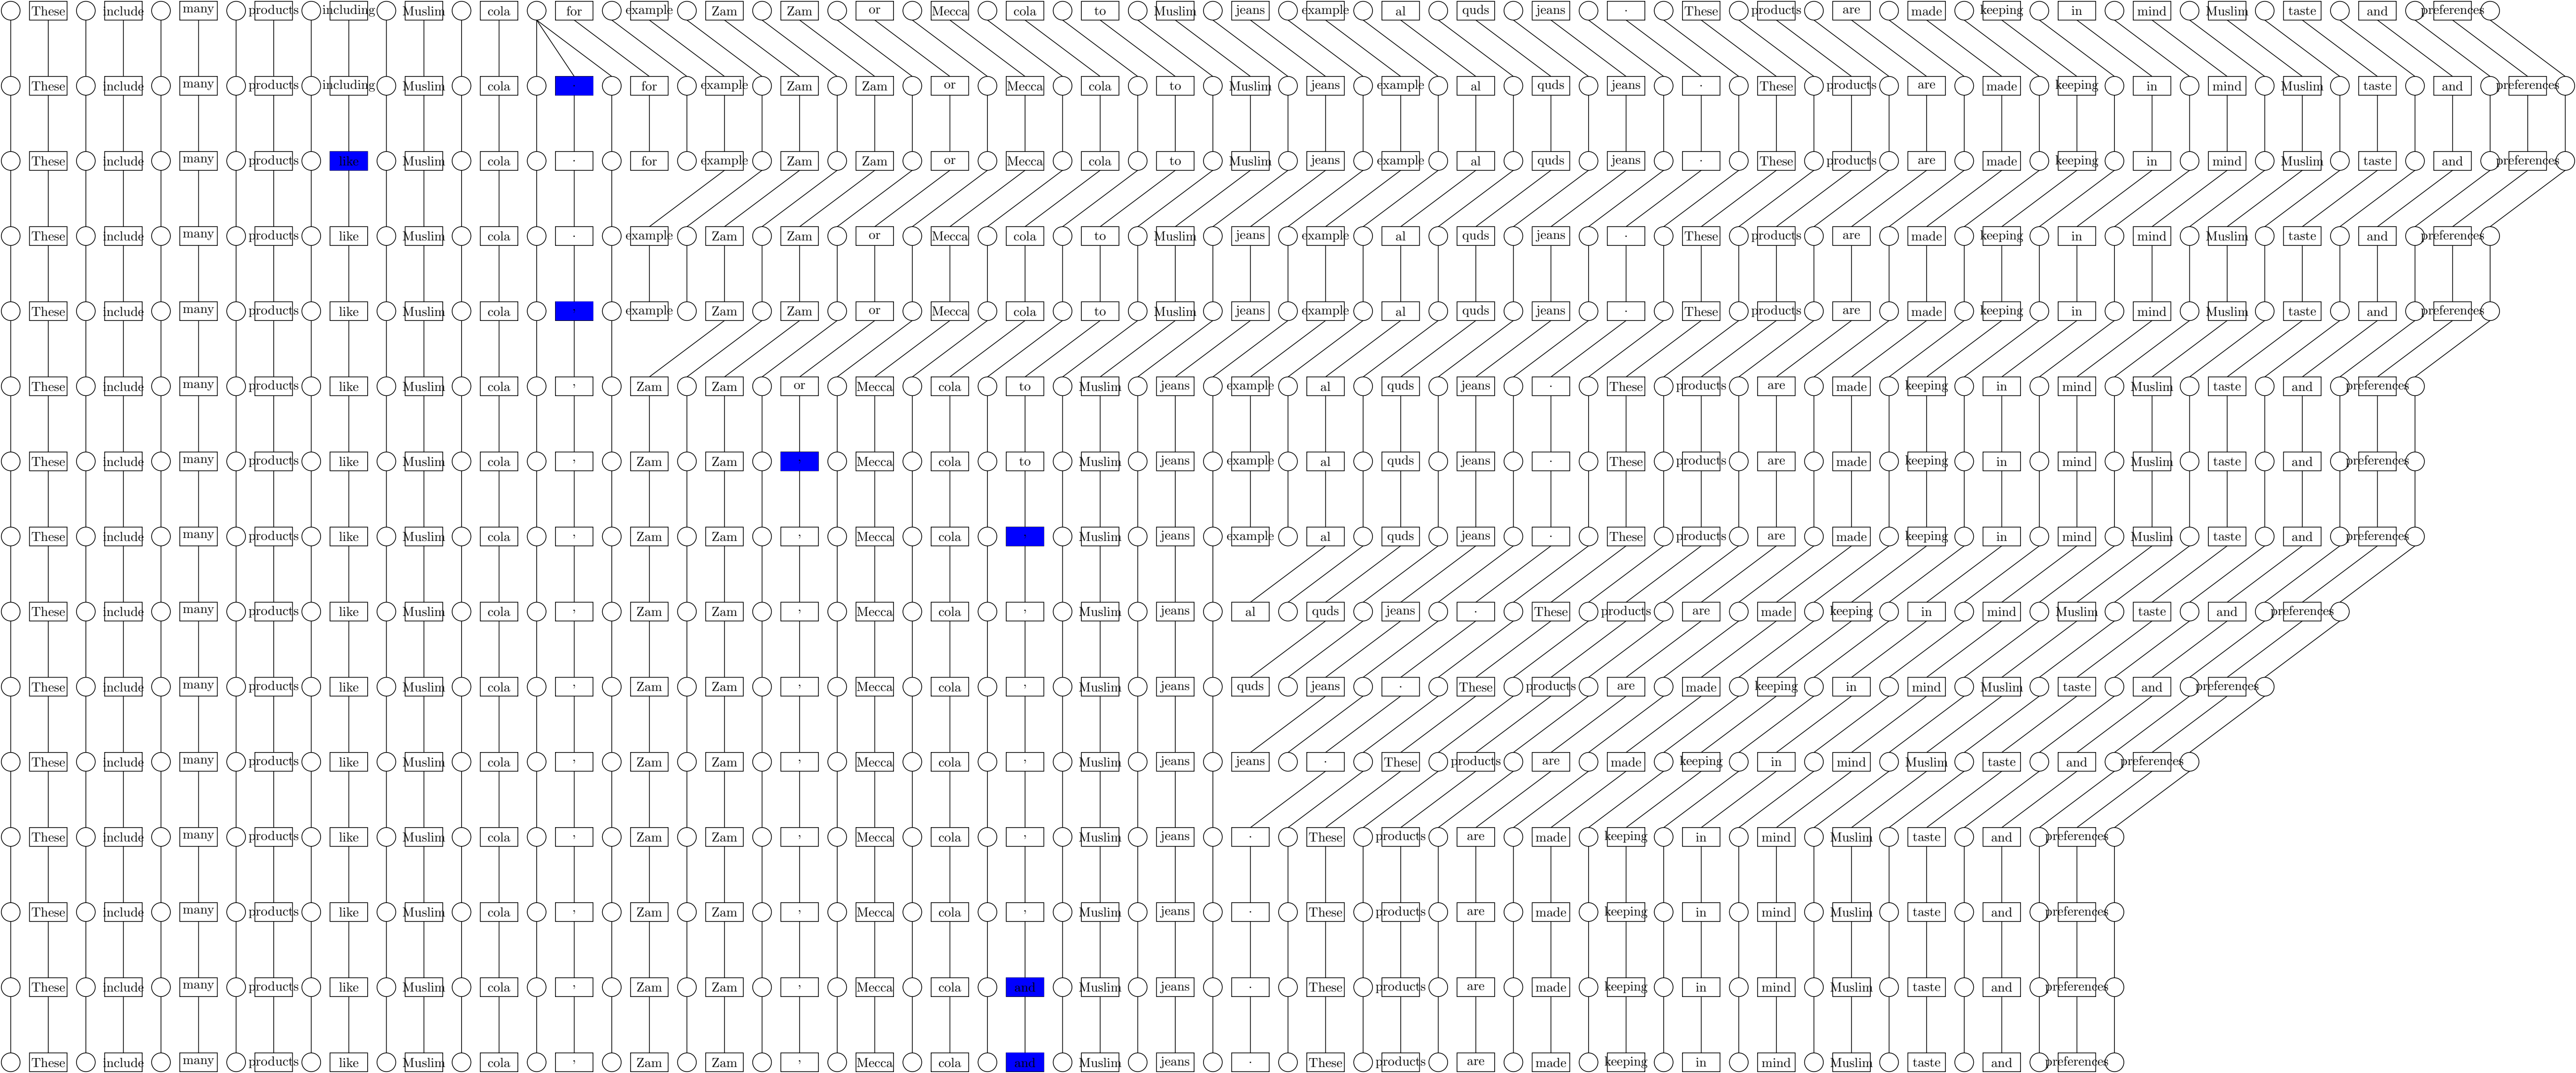 These include many products including Muslim cola for example Zam Zam or Mecca cola to Muslim jeans example al quds jeans . These products are made keeping in mind Muslim taste and preferences
These include many products including Muslim cola for example Zam Zam or Mecca cola to Muslim jeans example al quds jeans . These products are made keeping in mind Muslim taste and preferences
These include many products like Muslim cola . for example Zam Zam or Mecca cola to Muslim jeans example al quds jeans . These products are made keeping in mind Muslim taste and preferences
These include many products like Muslim cola . example Zam Zam or Mecca cola to Muslim jeans example al quds jeans . These products are made keeping in mind Muslim taste and preferences
These include many products like Muslim cola example Zam Zam or Mecca cola to Muslim jeans example al quds jeans . These products are made keeping in mind Muslim taste and preferences
These include many products like Muslim cola , Zam Zam or Mecca cola to Muslim jeans example al quds jeans . These products are made keeping in mind Muslim taste and preferences
These include many products like Muslim cola , Zam Zam Mecca cola to Muslim jeans example al quds jeans . These products are made keeping in mind Muslim taste and preferences
These include many products like Muslim cola , Zam Zam , Mecca cola Muslim jeans example al quds jeans . These products are made keeping in mind Muslim taste and preferences
These include many products like Muslim cola , Zam Zam , Mecca cola , Muslim jeans al quds jeans . These products are made keeping in mind Muslim taste and preferences
These include many products like Muslim cola , Zam Zam , Mecca cola , Muslim jeans quds jeans . These products are made keeping in mind Muslim taste and preferences
These include many products like Muslim cola , Zam Zam , Mecca cola , Muslim jeans jeans . These products are made keeping in mind Muslim taste and preferences
These include many products like Muslim cola , Zam Zam , Mecca cola , Muslim jeans . These products are made keeping in mind Muslim taste and preferences
These include many products like Muslim cola , Zam Zam , Mecca cola , Muslim jeans . These products are made keeping in mind Muslim taste and preferences
These include many products like Muslim cola , Zam Zam , Mecca cola and Muslim jeans . These products are made keeping in mind Muslim taste and preferences
These include many products like Muslim cola , Zam Zam , Mecca cola and Muslim jeans . These products are made keeping in mind Muslim taste and preferences